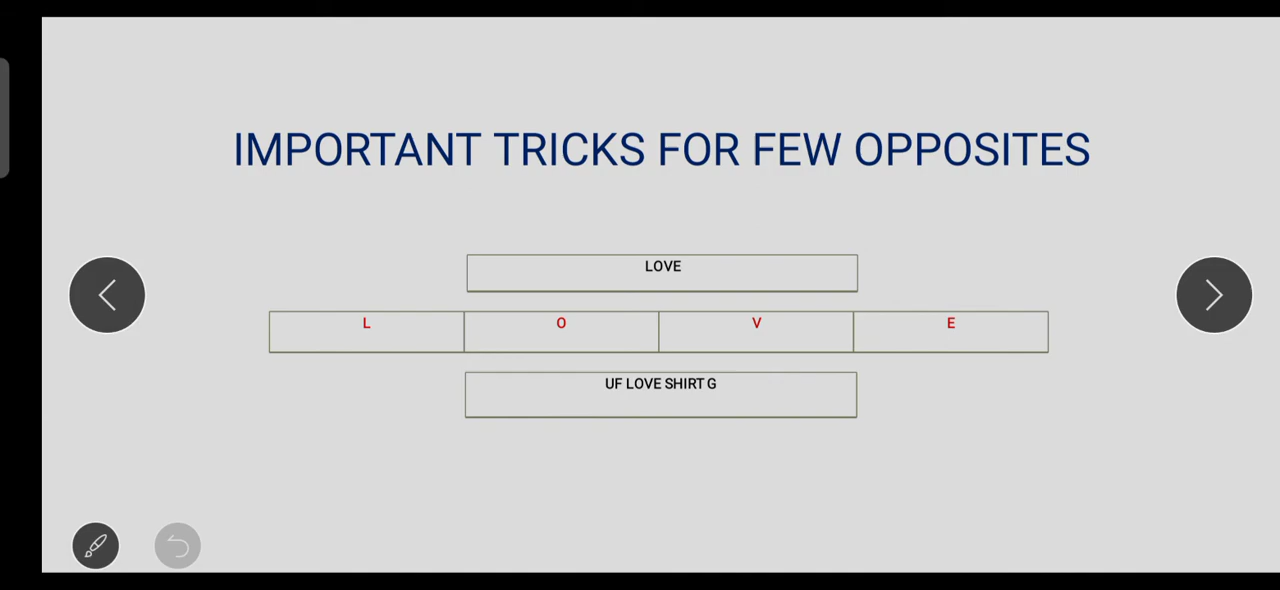 IMPORTANT TRICKS FOR FEW OPPOSITES
LOVE
L O V E
UF LOVE SHIRT G